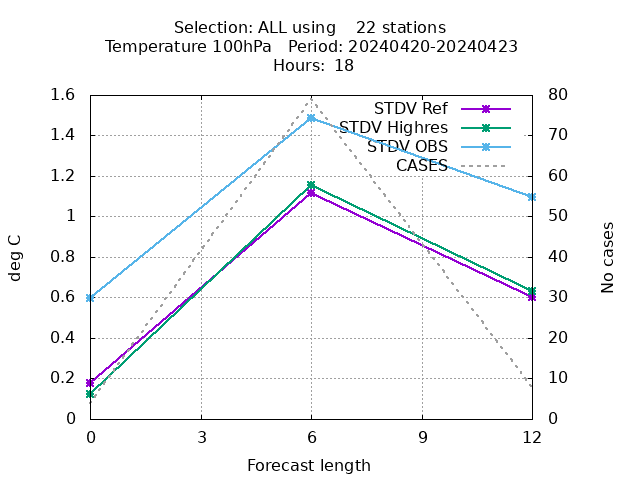 Selection: ALL using    22 stations
Temperature 100hPa   Period: 20240420-20240423
Hours: 18
STDV Ref
STDV Highres
STDV OBS
CASES
deg C
1.6
1.4
1.2
1
0.8
0.6
0.4
0.2
0
No cases
80
70
60
50
40
30
20
10
0
0 3 6 9 12
Forecast length